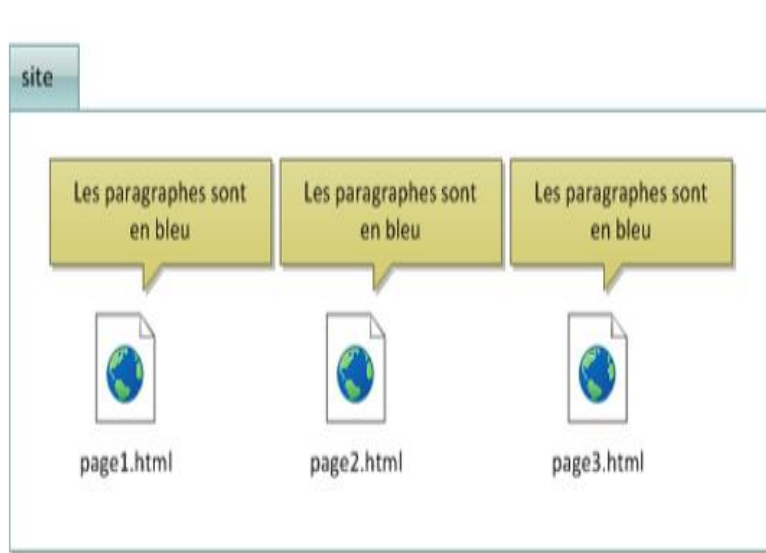 site
Les paragraphes sont
en bleu
Les paragraphes sont
en bleu
Les paragraphes sont
en bleu
page1.html
page2.html
page3.html